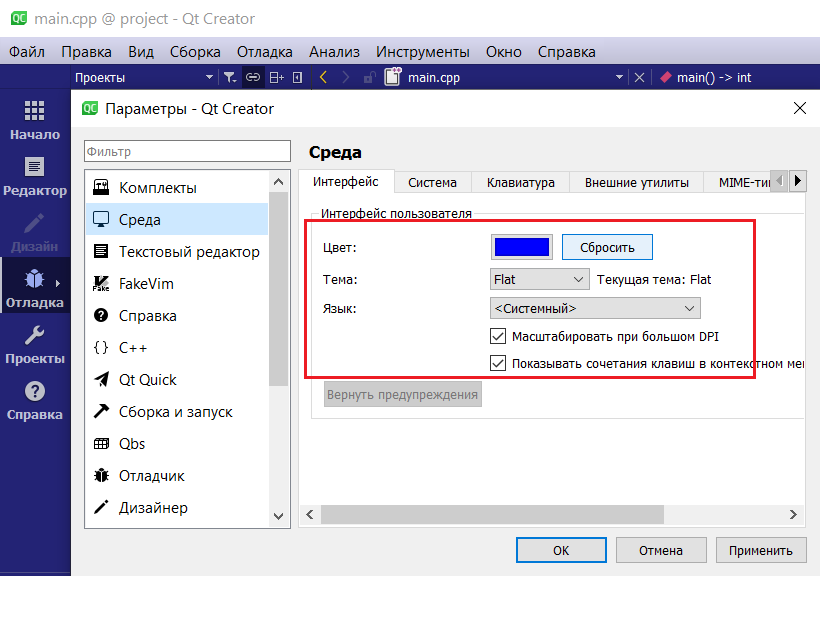 QC main.cpp @ project - Qt Creator
Файл Правка Вид Сборка Отладка Анализ Инструменты Окно Справка
Проекты main.cpp main() -> int
Начало
Редактор
Дизайн
Отладка
Проекты
Справка
QC Параметры - Qt Creator
Фильтр
Комплекты
Среда
Текстовый редактор
Fake FakeVim
Справка
{} C++
Qt Quick
Сборка и запуск
Qbs
Отладчик
Дизайнер
Среда
Интерфейс Система Клавиатура Внешние утилиты MIME-ти
Интерфейс пользователя
Цвет: Сбросить
Тема: Flat Текущая тема: Flat
Язык: <Системный>
Масштабировать при большом DPI
Показывать сочетания клавиш в контекстном ме
Вернуть предупреждения
OK Отмена Применить